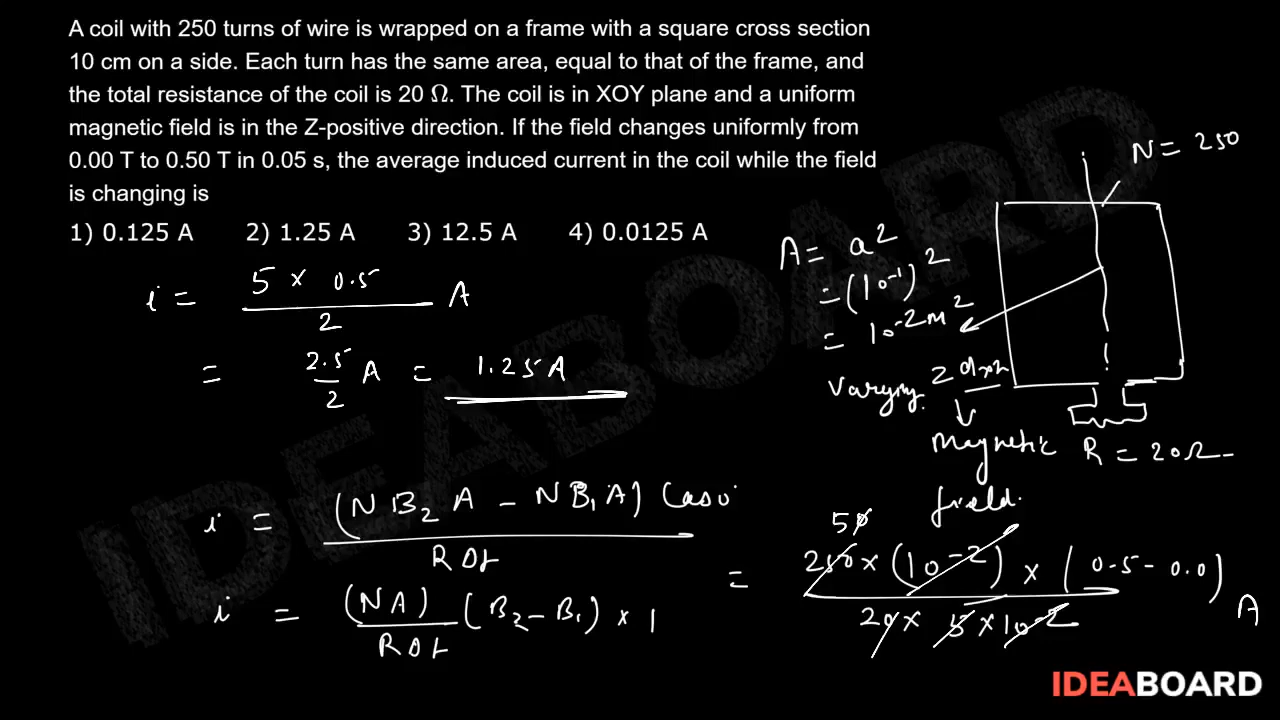 A coil with 250 turns of wire is wrapped on a frame with a square cross section
10 cm on a side. Each turn has the same area, equal to that of the frame, and
the total resistance of the coil is 20 Ω. The coil is in XOY plane and a uniform
magnetic field is in the Z-positive direction. If the field changes uniformly from
0.00 T to 0.50 T in 0.05 s, the average induced current in the coil while the field
is changing is
1) 0.125 A 2) 1.25 A 3) 12.5 A 4) 0.0125 A
N = 250
A = a²
= (10⁻¹)²
= 10⁻² m²
i = 5 × 0.5 / 2 A
= 2.5 / 2 A = 1.25 A
Varying
Magnetic
field.
R = 20Ω
i = (N B₂ A - N B₁ A) Cos0° / R Δt
i = (NA) / R Δt (B₂ - B₁) × 1
50
= 250 × (10⁻²) × (0.5 - 0.0) / 20 × 5 × 10⁻² A
IDEABOARD
IDEABOARD